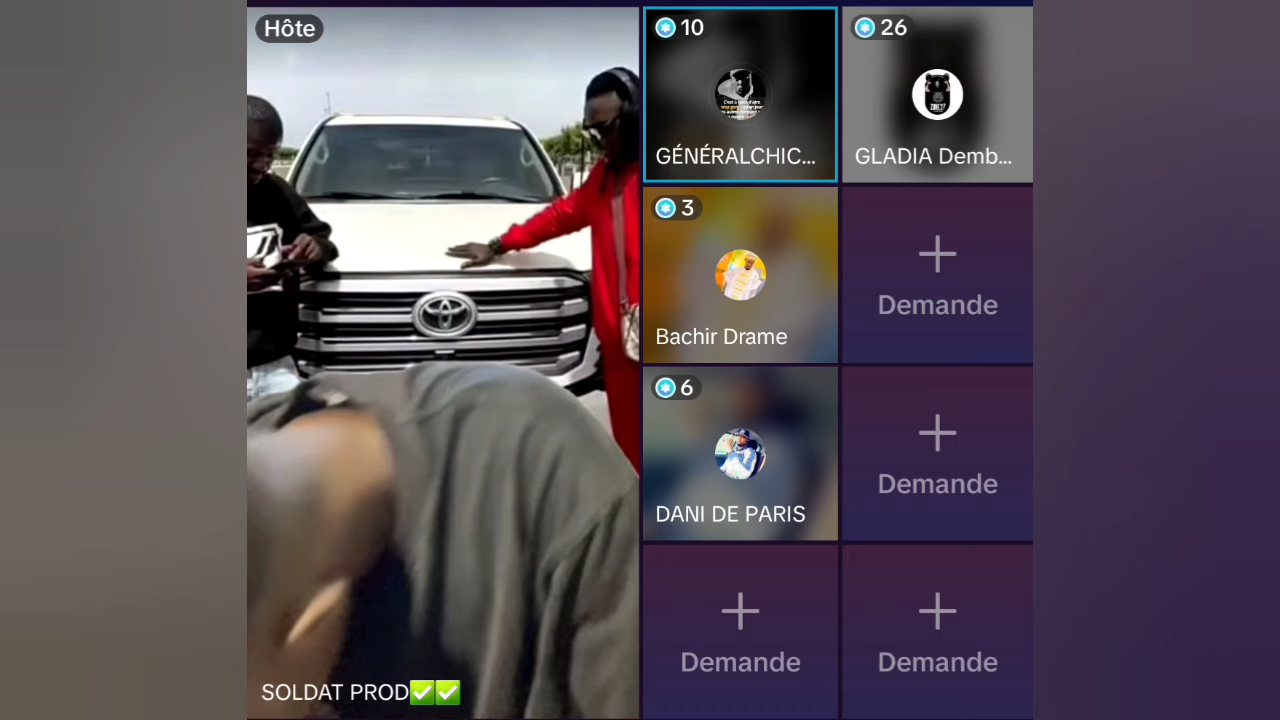 Hôte
SOLDAT PROD✅✅
10
GÉNÉRALCHIC...
26
GLADIA Demb...
3
Bachir Drame
Demande
6
DANI DE PARIS
Demande
Demande
Demande